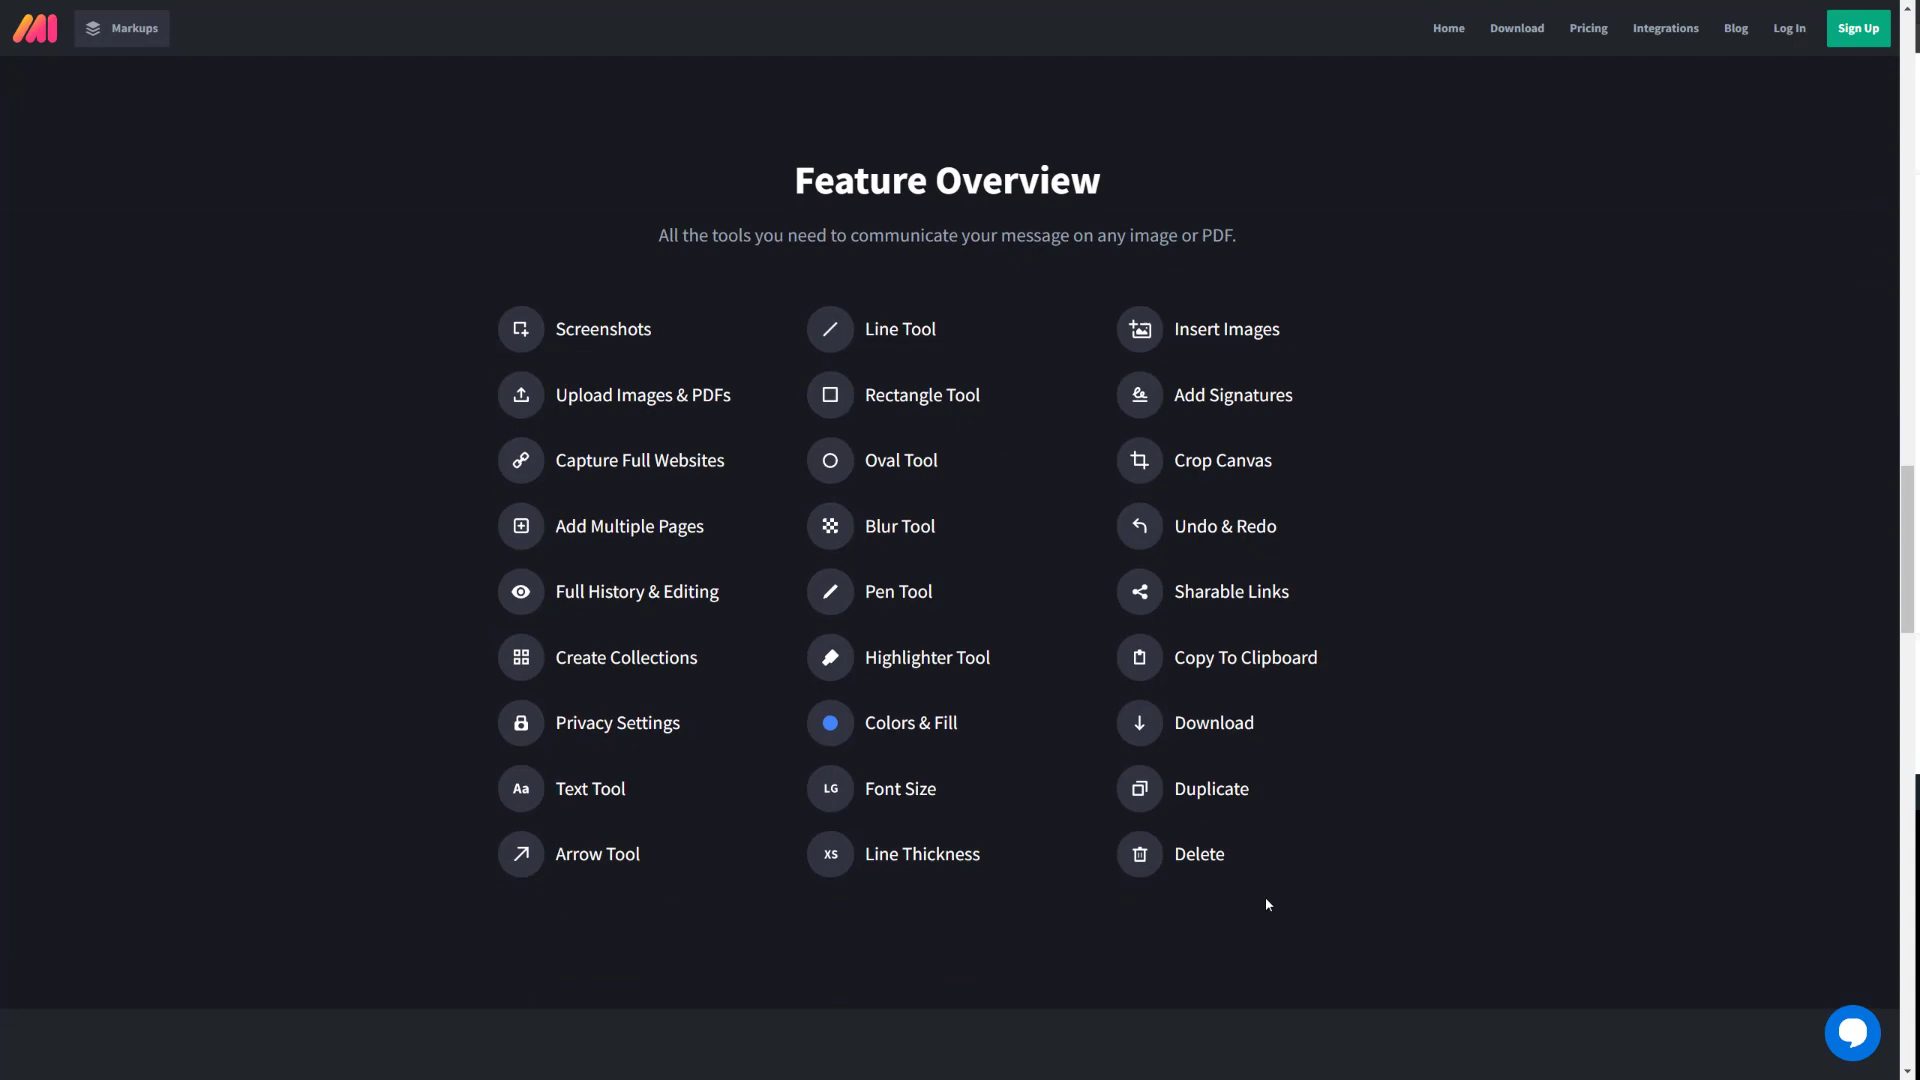 Markups
Home
Download
Pricing
Integrations
Blog
Log In
Sign Up
Feature Overview
All the tools you need to communicate your message on any image or PDF.
Screenshots
Upload Images & PDFs
Capture Full Websites
Add Multiple Pages
Full History & Editing
Create Collections
Privacy Settings
Aa Text Tool
Arrow Tool
Line Tool
Rectangle Tool
Oval Tool
Blur Tool
Pen Tool
Highlighter Tool
Colors & Fill
LG Font Size
XS Line Thickness
Insert Images
Add Signatures
Crop Canvas
Undo & Redo
Sharable Links
Copy To Clipboard
Download
Duplicate
Delete